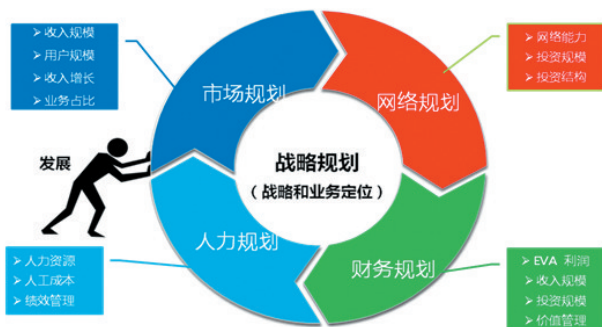 ➢ 收入规模
➢ 用户规模
➢ 收入增长
➢ 业务占比
➢ 网络能力
➢ 投资规模
➢ 投资结构
市场规划
网络规划
发展
战略规划
（战略和业务定位）
人力规划
财务规划
➢ 人力资源
➢ 人工成本
➢ 绩效管理
➢ EVA 利润
➢ 收入规模
➢ 投资规模
➢ 价值管理